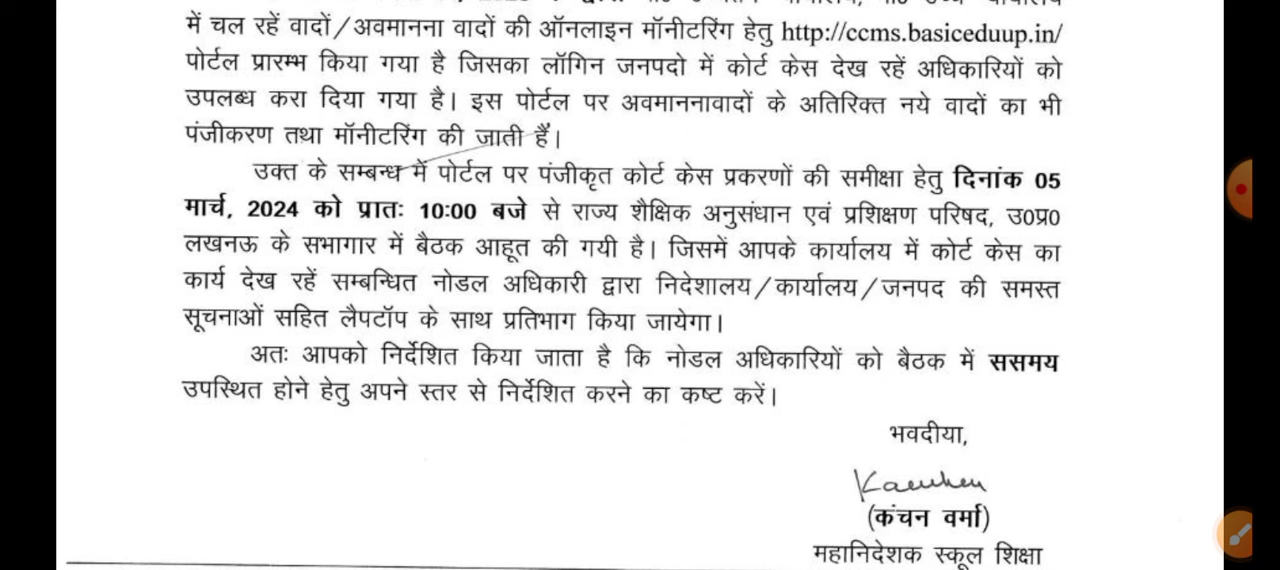 में चल रहें वादों/अवमानना वादों की ऑनलाइन मॉनीटरिंग हेतु http://ccms.basiceduup.in/
पोर्टल प्रारम्भ किया गया है जिसका लॉगिन जनपदो में कोर्ट केस देख रहें अधिकारियों को
उपलब्ध करा दिया गया है। इस पोर्टल पर अवमाननावादों के अतिरिक्त नये वादों का भी
पंजीकरण तथा मॉनीटरिंग की जाती हैं।
उक्त के सम्बन्ध में पोर्टल पर पंजीकृत कोर्ट केस प्रकरणों की समीक्षा हेतु दिनांक 05
मार्च, 2024 को प्रातः 10:00 बजे से राज्य शैक्षिक अनुसंधान एवं प्रशिक्षण परिषद, उ0प्र0
लखनऊ के सभागार में बैठक आहूत की गयी है। जिसमें आपके कार्यालय में कोर्ट केस का
कार्य देख रहें सम्बन्धित नोडल अधिकारी द्वारा निदेशालय/कार्यालय/जनपद की समस्त
सूचनाओं सहित लैपटॉप के साथ प्रतिभाग किया जायेगा।
अतः आपको निर्देशित किया जाता है कि नोडल अधिकारियों को बैठक में ससमय
उपस्थित होने हेतु अपने स्तर से निर्देशित करने का कष्ट करें।
भवदीया,
(कंचन वर्मा)
महानिदेशक स्कूल शिक्षा